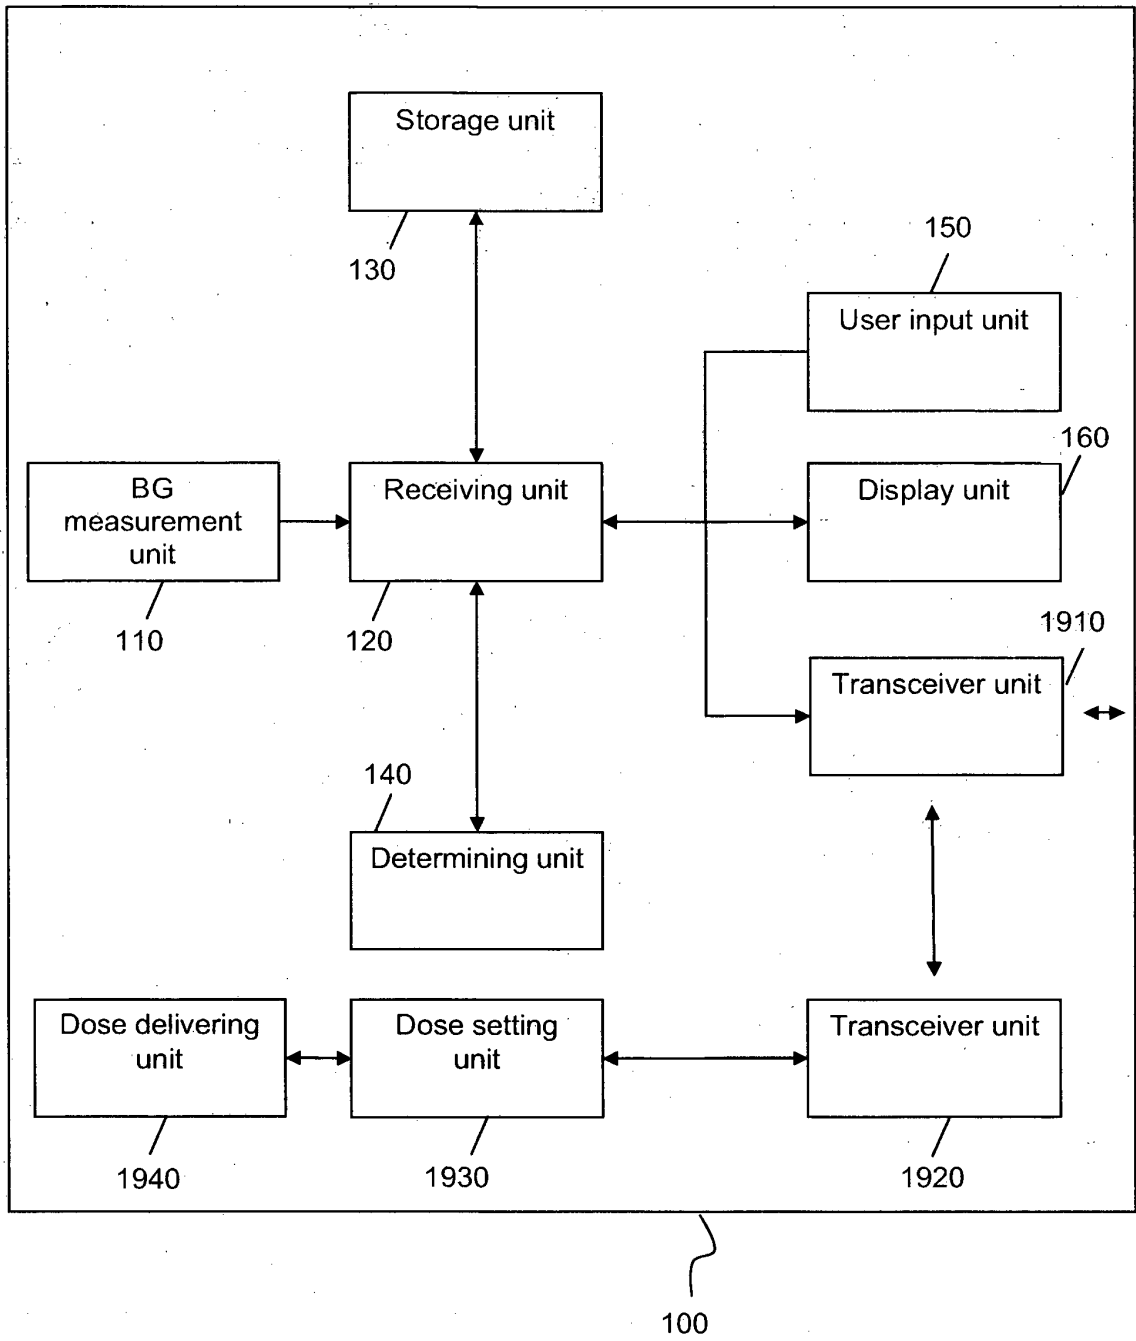 Storage unit
130
150
User input unit
160
BG
measurement
unit
Receiving unit
Display unit
110
120
1910
Transceiver unit
140
Determining unit
Dose delivering
unit
Dose setting
unit
Transceiver unit
1940
1930
1920
100